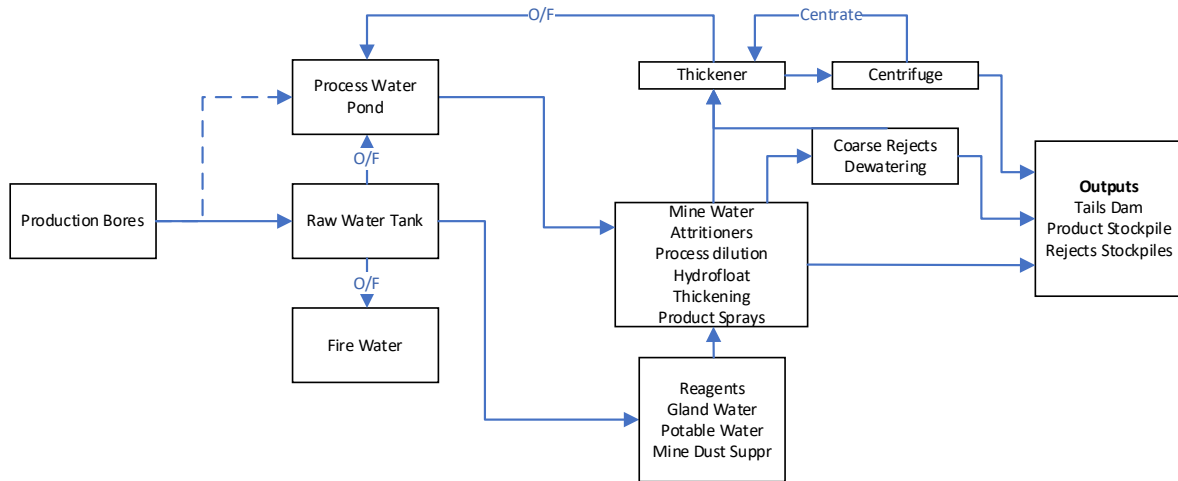 O/F
Centrate
Process Water
Pond
Thickener
Centrifuge
O/F
Coarse Rejects
Dewatering
Production Bores
Raw Water Tank
Mine Water
Attritioners
Process dilution
Hydrofloat
Thickening
Product Sprays
Outputs
Tails Dam
Product Stockpile
Rejects Stockpiles
O/F
Fire Water
Reagents
Gland Water
Potable Water
Mine Dust Suppr